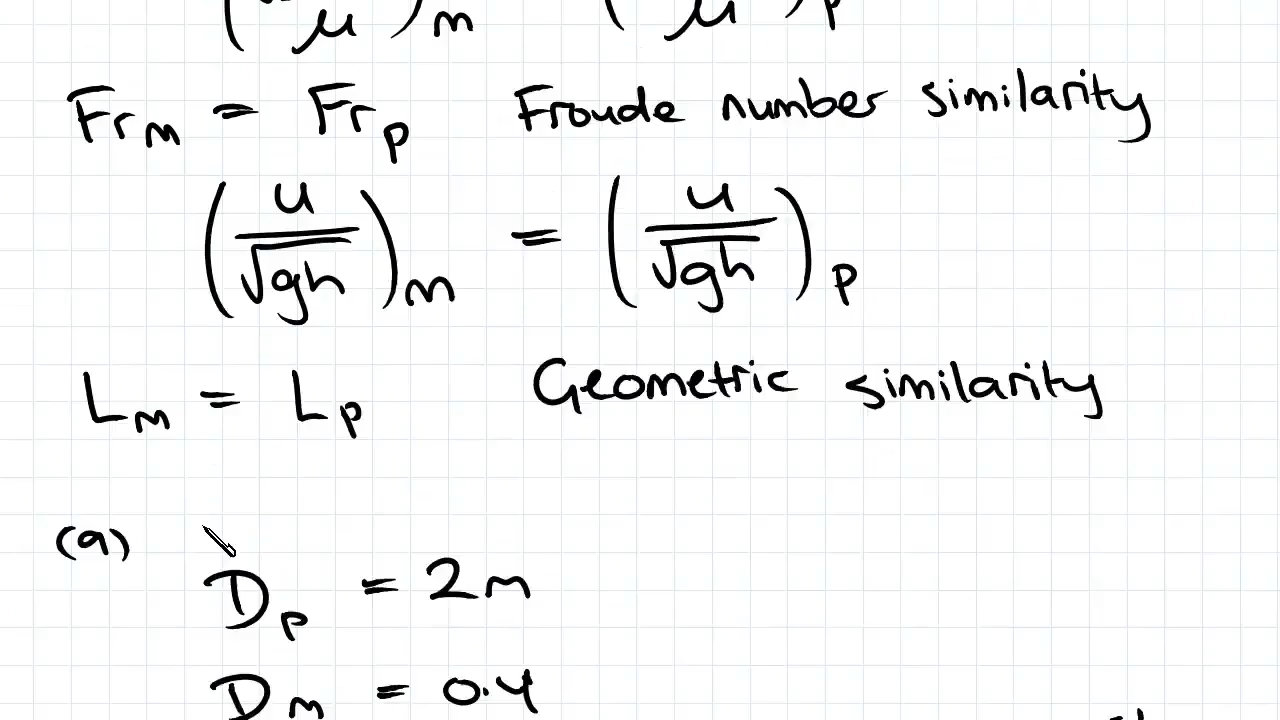 μ )m μ )p
Frm = Frp Froude number similarity
(u/√gh)m = (u/√gh)p
Lm = Lp Geometric similarity
(a)
Dp = 2m
Dm = 0.4